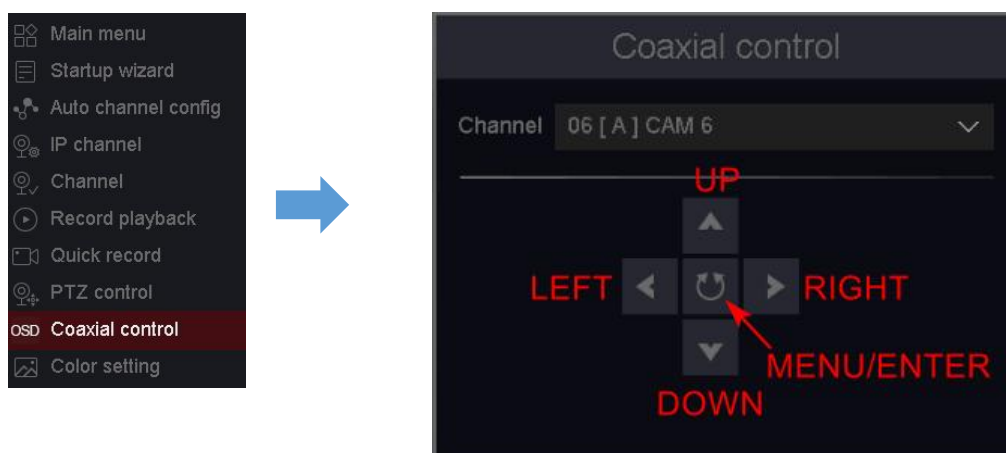 Main menu
Startup wizard
Auto channel config
IP channel
Channel
Record playback
Quick record
PTZ control
OSD Coaxial control
Color setting
Coaxial control
Channel 06 [ A ] CAM 6
UP
LEFT RIGHT
MENU/ENTER
DOWN